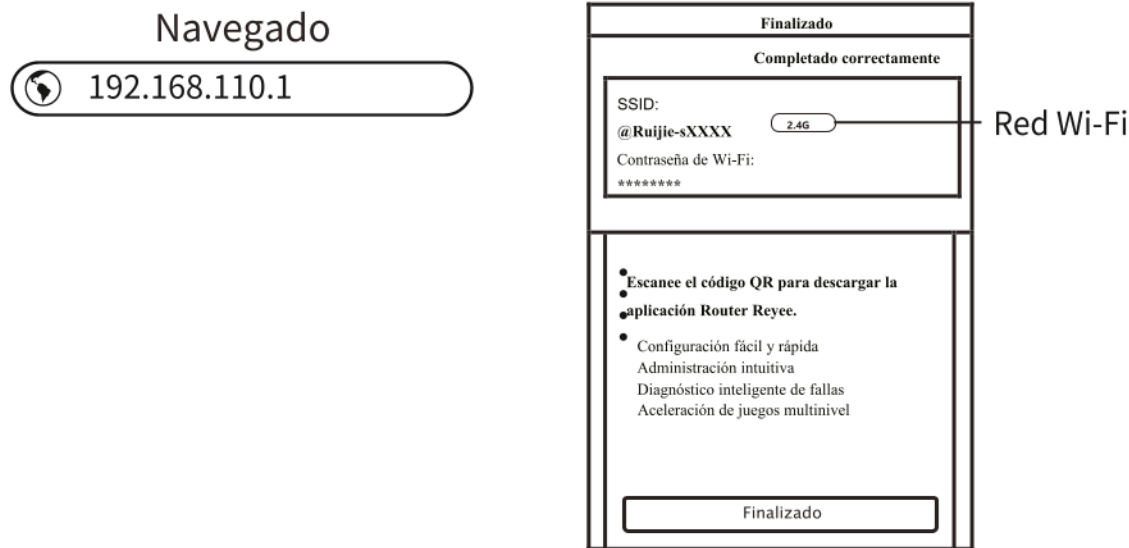 Navegado
192.168.110.1
Finalizado
Completado correctamente
SSID:
@Ruijie-sXXXX
2.4G
Red Wi-Fi
Contraseña de Wi-Fi:
********
Escanee el código QR para descargar la
aplicación Router Reyee.
Configuración fácil y rápida
Administración intuitiva
Diagnóstico inteligente de fallas
Aceleración de juegos multinivel
Finalizado